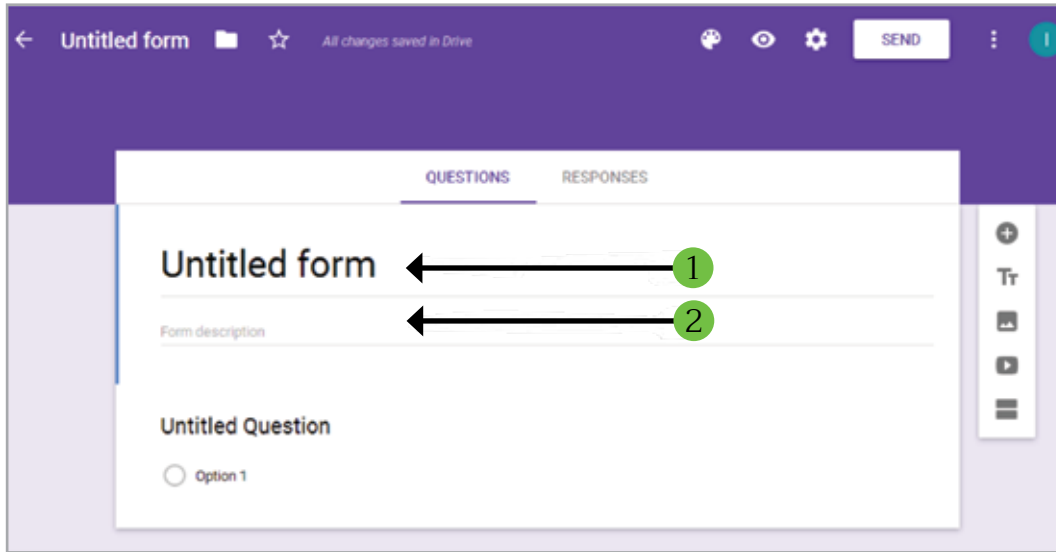 Untitled form All changes saved in Drive SEND I
QUESTIONS RESPONSES
Untitled form 1
Form description 2
Untitled Question
Option 1
Tт